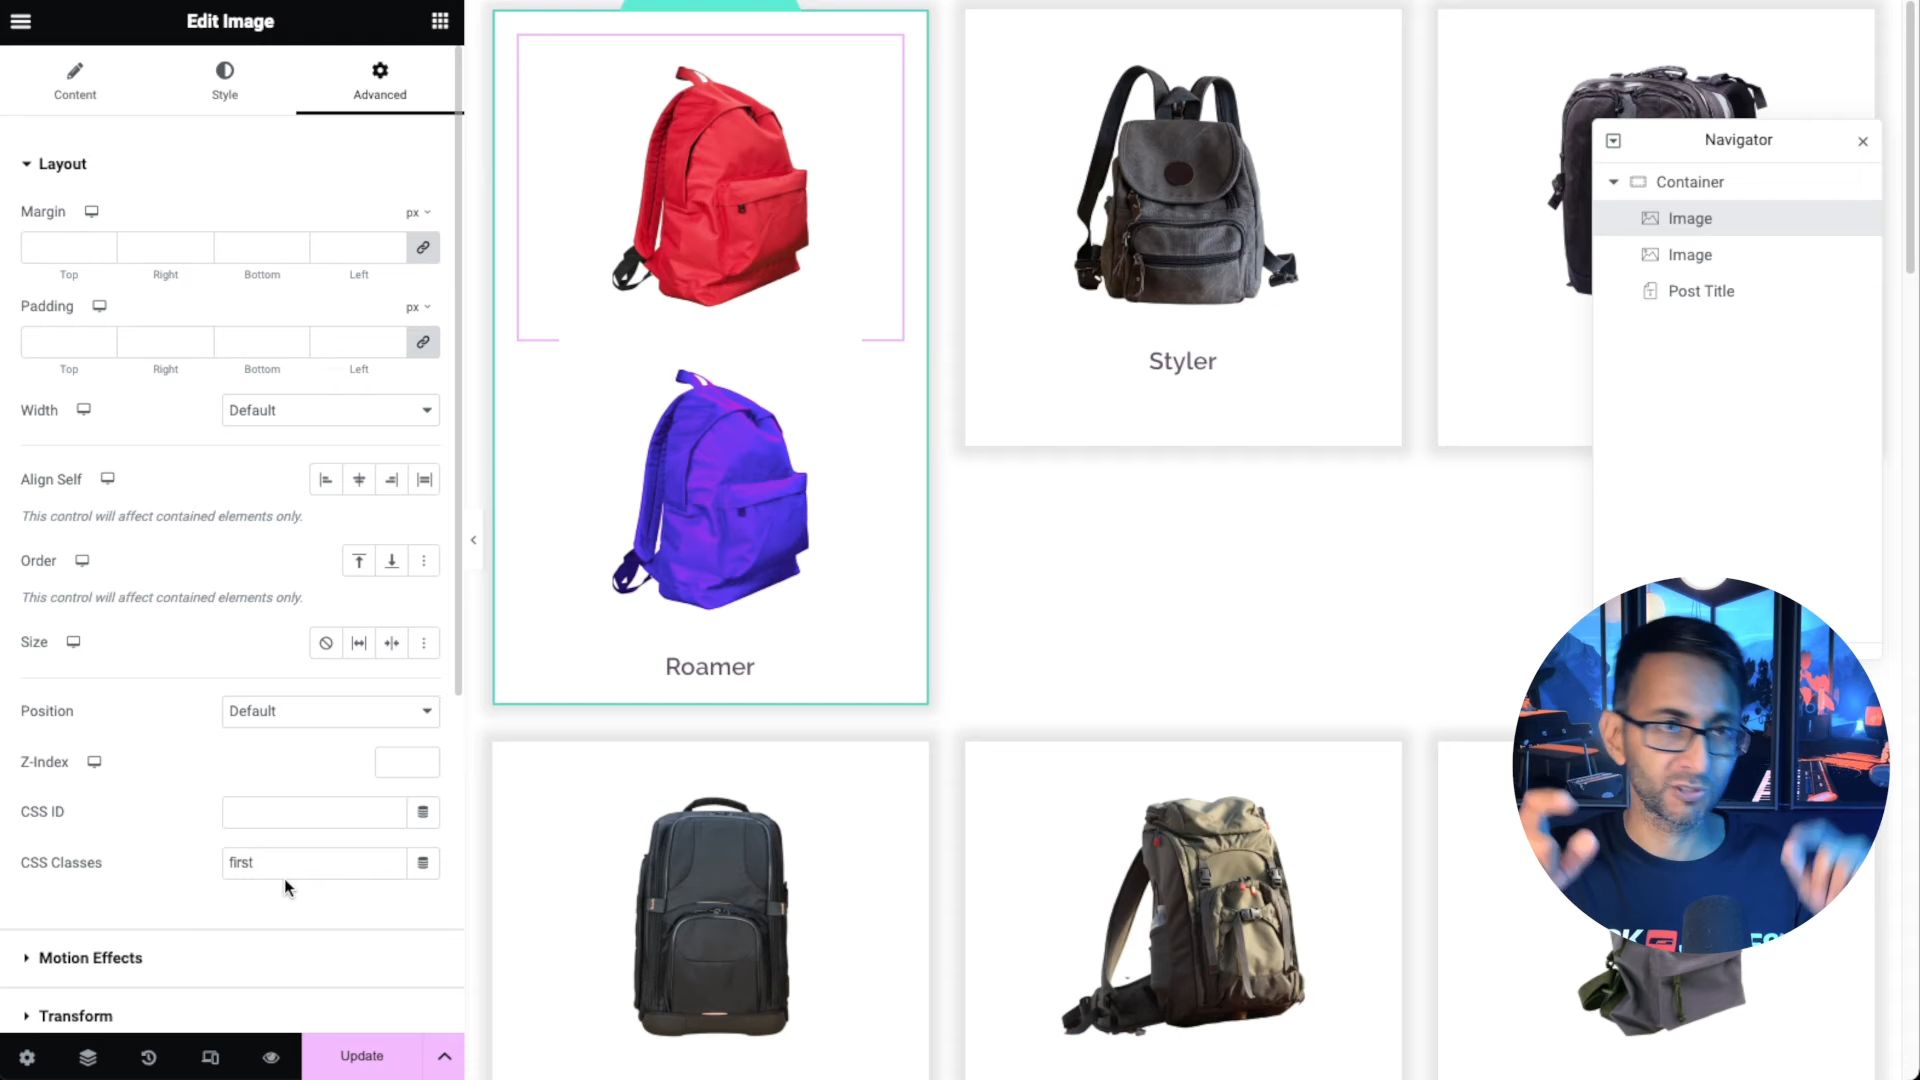 Edit Image
Content
Style
Advanced
Layout
Margin
px
Top
Right
Bottom
Left
Padding
px
Top
Right
Bottom
Left
Width
Default
Align Self
This control will affect contained elements only.
Order
This control will affect contained elements only.
Size
Position
Default
Z-Index
CSS ID
CSS Classes
first
Motion Effects
Transform
Update
Roamer
Styler
Navigator
Container
Image
Image
Post Title